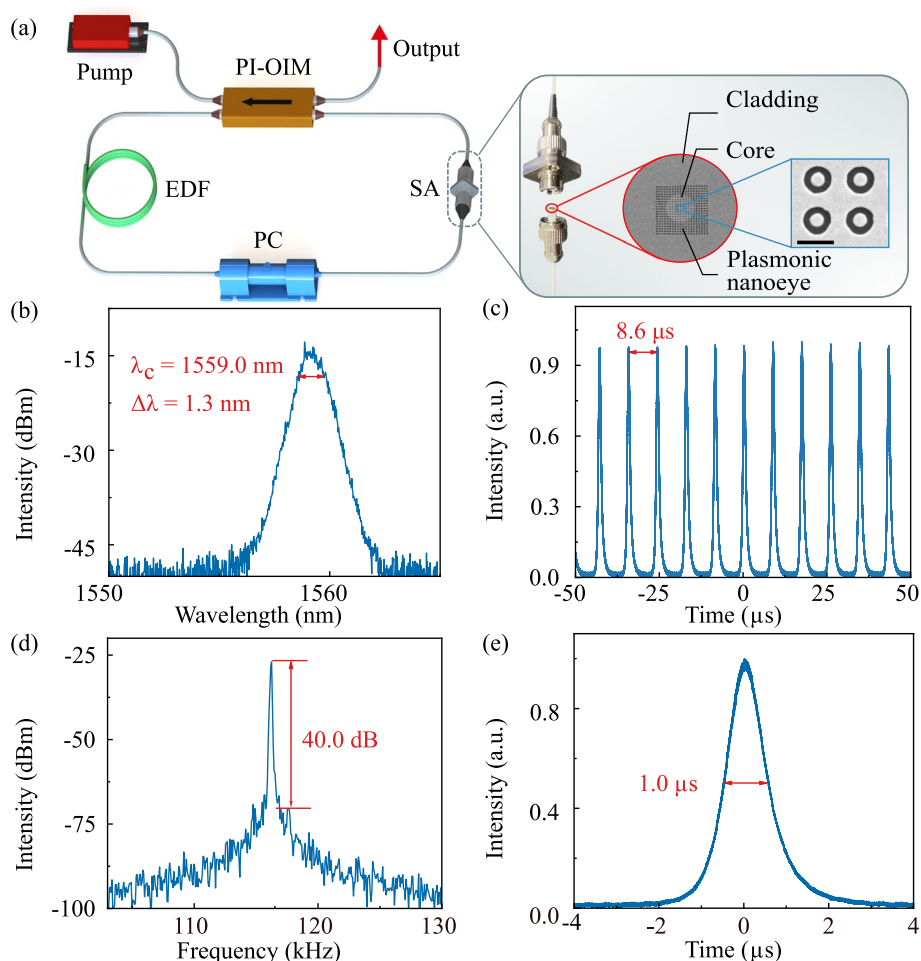 (a)
Pump
PI-OIM
Output
EDF
SA
PC
Cladding
Core
Plasmonic
nanoeye
(b)
λc = 1559.0 nm
Δλ = 1.3 nm
-15
-30
-45
Intensity (dBm)
1550
1560
Wavelength (nm)
(c)
8.6 μs
0.9
0.6
0.3
0.0
Intensity (a.u.)
-50
-25
0
25
50
Time (μs)
(d)
40.0 dB
-25
-50
-75
-100
Intensity (dBm)
110
120
130
Frequency (kHz)
(e)
1.0 μs
0.8
0.4
0.0
Intensity (a.u.)
-4
-2
0
2
4
Time (μs)